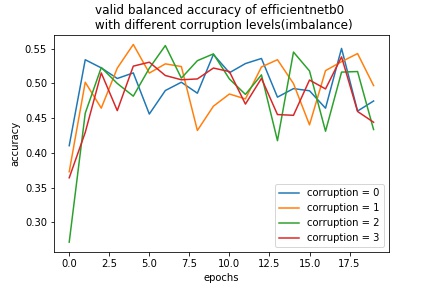 valid balanced accuracy of efficientnetb0
with different corruption levels(imbalance)
accuracy
0.55
0.50
0.45
0.40
0.35
0.30
corruption = 0
corruption = 1
corruption = 2
corruption = 3
0.0 2.5 5.0 7.5 10.0 12.5 15.0 17.5
epochs